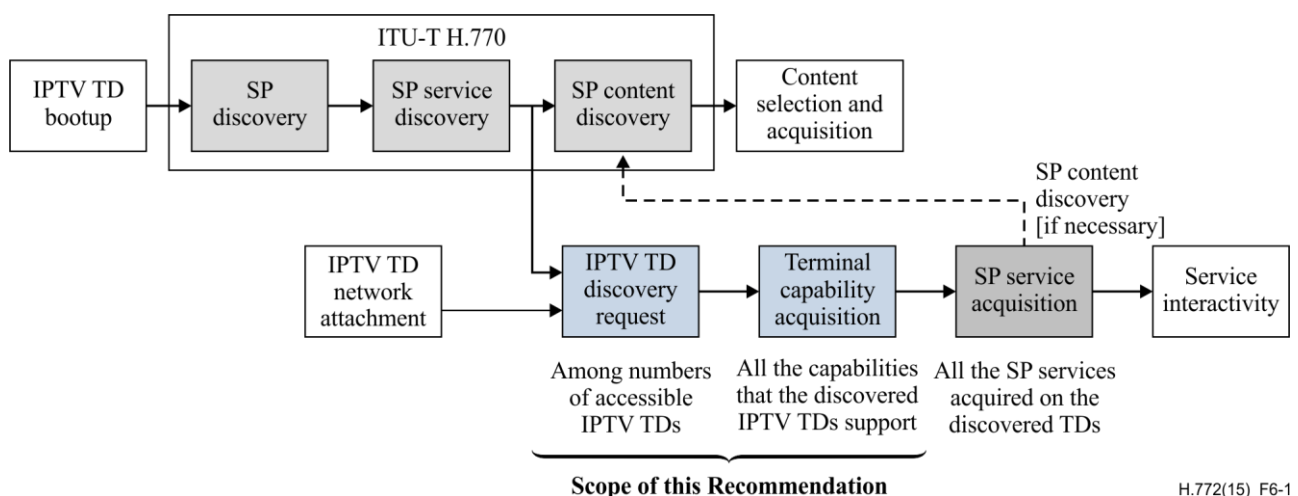 ITU-T H.770
IPTV TD
bootup
SP
discovery
SP service
discovery
SP content
discovery
Content
selection and
acquisition
SP content
discovery
[if necessary]
IPTV TD
network
attachment
IPTV TD
discovery
request
Terminal
capability
acquisition
SP service
acquisition
Service
interactivity
Among numbers
of accessible
IPTV TDs
All the capabilities
that the discovered
IPTV TDs support
All the SP services
acquired on the
discovered TDs
Scope of this Recommendation
H.772(15)_F6-1